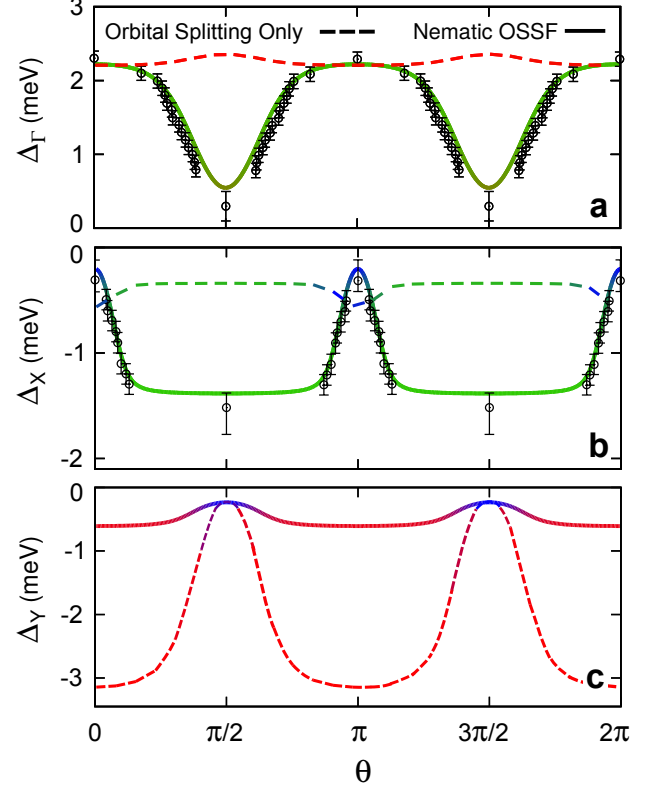 3
Orbital Splitting Only
Nematic OSSF
2
1
0
Δ_Γ (meV)
a
0
-1
-2
Δ_X (meV)
b
0
-1
-2
-3
Δ_Y (meV)
c
0 π/2 π 3π/2 2π
θ